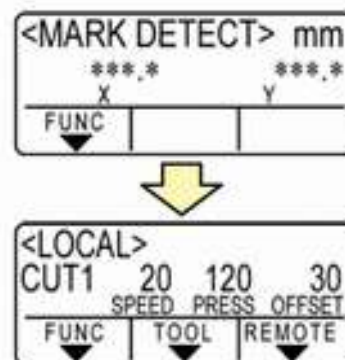 <MARK DETECT> mm
***.* ***.*
X Y
FUNC
<LOCAL>
CUT1 20 120 30
SPEED PRESS OFFSET
FUNC TOOL REMOTE